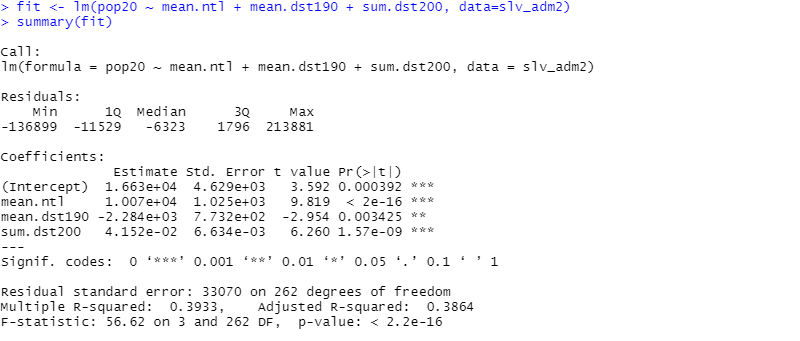 > fit <- lm(pop20 ~ mean.ntl + mean.dst190 + sum.dst200, data=slv_adm2)
> summary(fit)
Call:
lm(formula = pop20 ~ mean.ntl + mean.dst190 + sum.dst200, data = slv_adm2)
Residuals:
    Min      1Q  Median      3Q     Max
-136899  -11529   -6323    1796  213881
Coefficients:
              Estimate Std. Error t value Pr(>|t|)
(Intercept)  1.663e+04  4.629e+03   3.592 0.000392 ***
mean.ntl     1.007e+04  1.025e+03   9.819  < 2e-16 ***
mean.dst190 -2.284e+03  7.732e+02  -2.954 0.003425 **
sum.dst200   4.152e-02  6.634e-03   6.260 1.57e-09 ***
---
Signif. codes:  0 ‘***’ 0.001 ‘**’ 0.01 ‘*’ 0.05 ‘.’ 0.1 ‘ ’ 1
Residual standard error: 33070 on 262 degrees of freedom
Multiple R-squared:  0.3933,    Adjusted R-squared:  0.3864
F-statistic: 56.62 on 3 and 262 DF,  p-value: < 2.2e-16